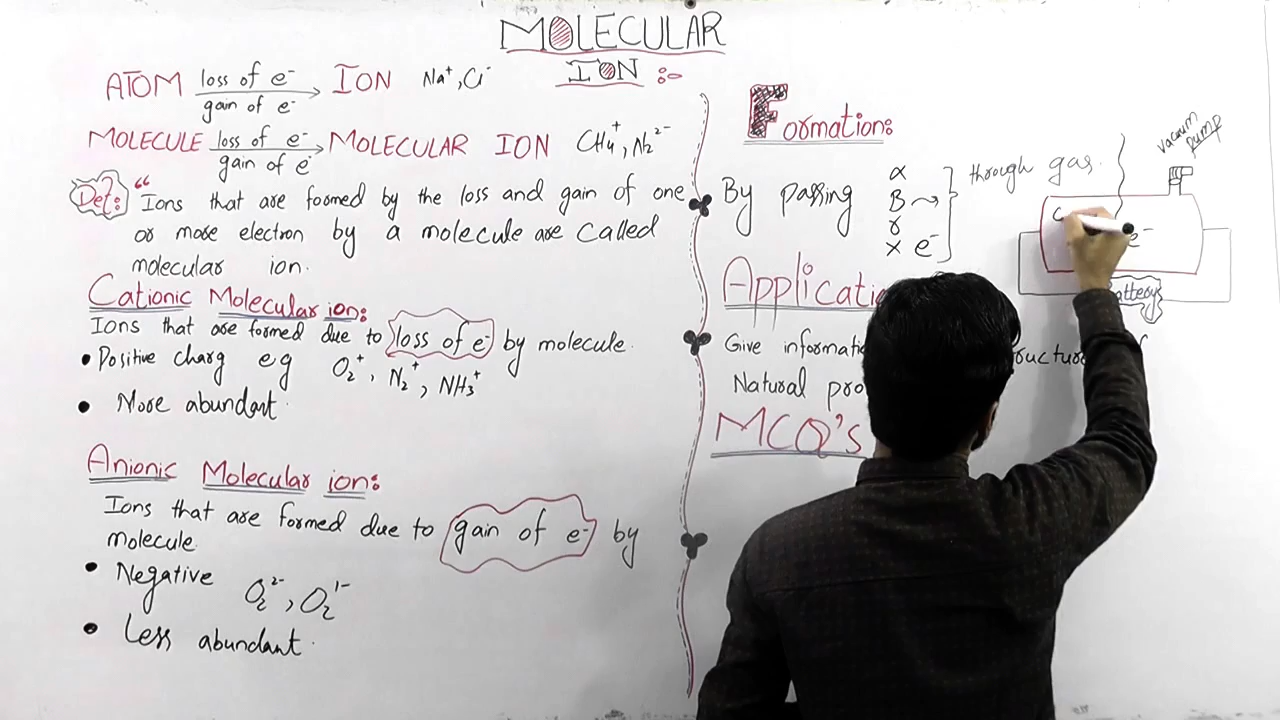 MOLECULAR
ION :-
ATOM loss of e⁻ / gain of e⁻ → ION Na⁺, Cl⁻
MOLECULE loss of e⁻ / gain of e⁻ → MOLECULAR ION CH4⁺, N2²⁻
Def: "Ions that are formed by the loss and gain of one
or more electron by a molecule are called
molecular ion.
Cationic Molecular ion:
Ions that are formed due to loss of e⁻ by molecule.
• Positive charg e g O2⁺, N2⁺, NH3⁺
• More abundant.
Anionic Molecular ion:
Ions that are formed due to gain of e⁻ by
molecule
• Negative O2²⁻, O2¹⁻
• Less abundant.
Formation:
By passing α B γ x e⁻ through gas.
vacuum
pump
e⁻
attery
Applicati
Give informati ructure
Natural pro
MCQ's